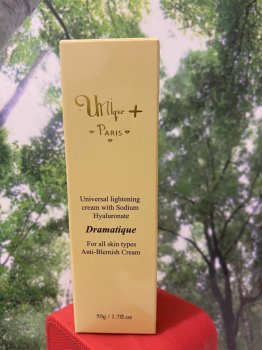 Unique +
PARIS
Universal lightening
cream with Sodium
Hyaluronate
Dramatique
For all skin types
Anti-Blemish Cream
50g / 1.7fl.oz